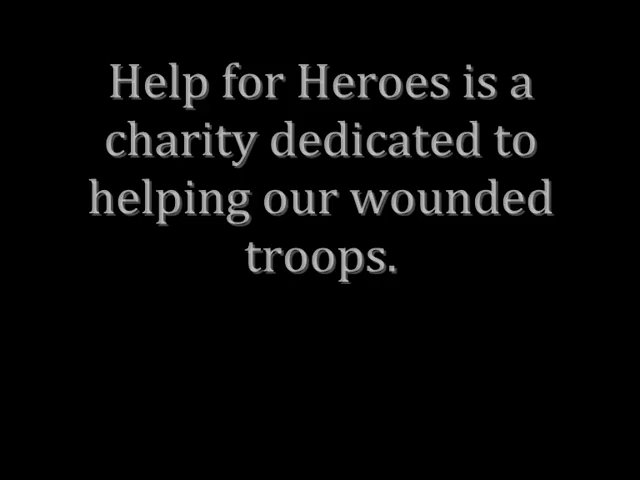 Help for Heroes is a
charity dedicated to
helping our wounded
troops.